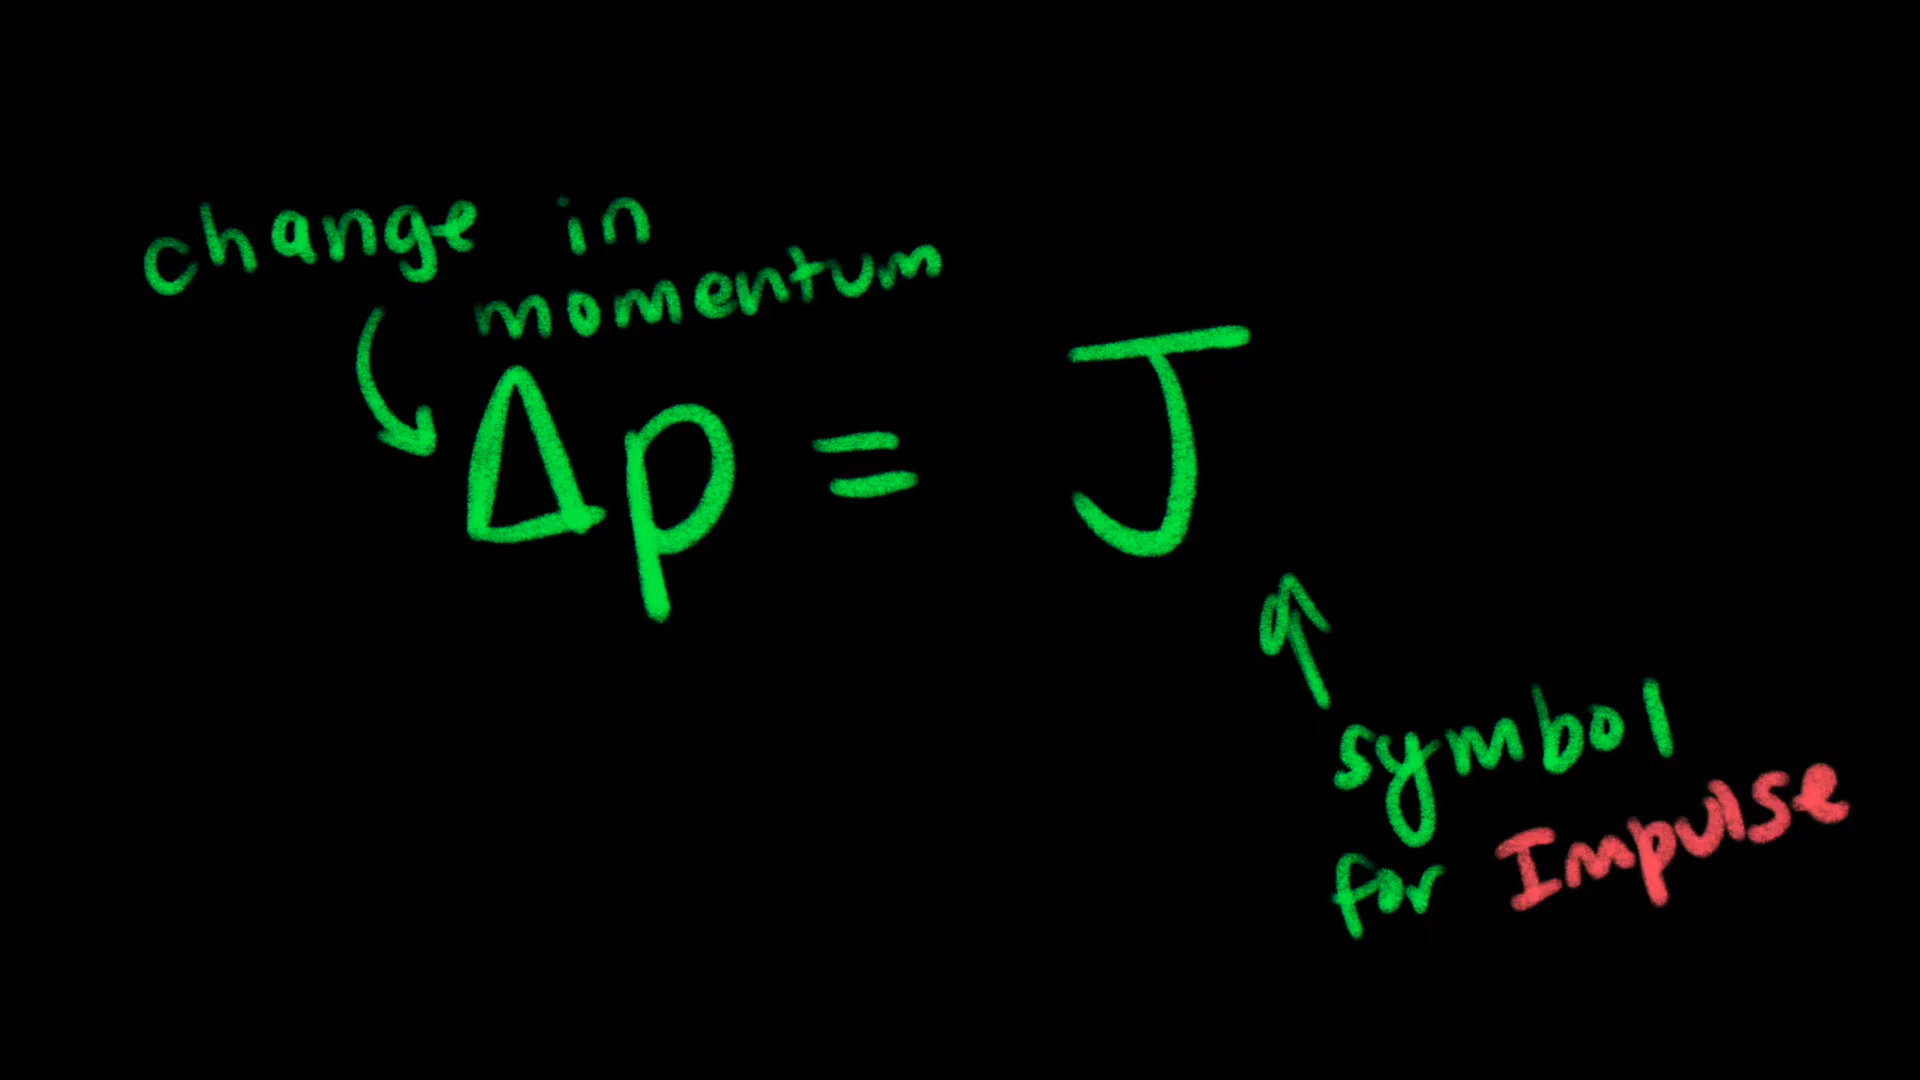 change in
momentum
Δp = J
symbol
for Impulse